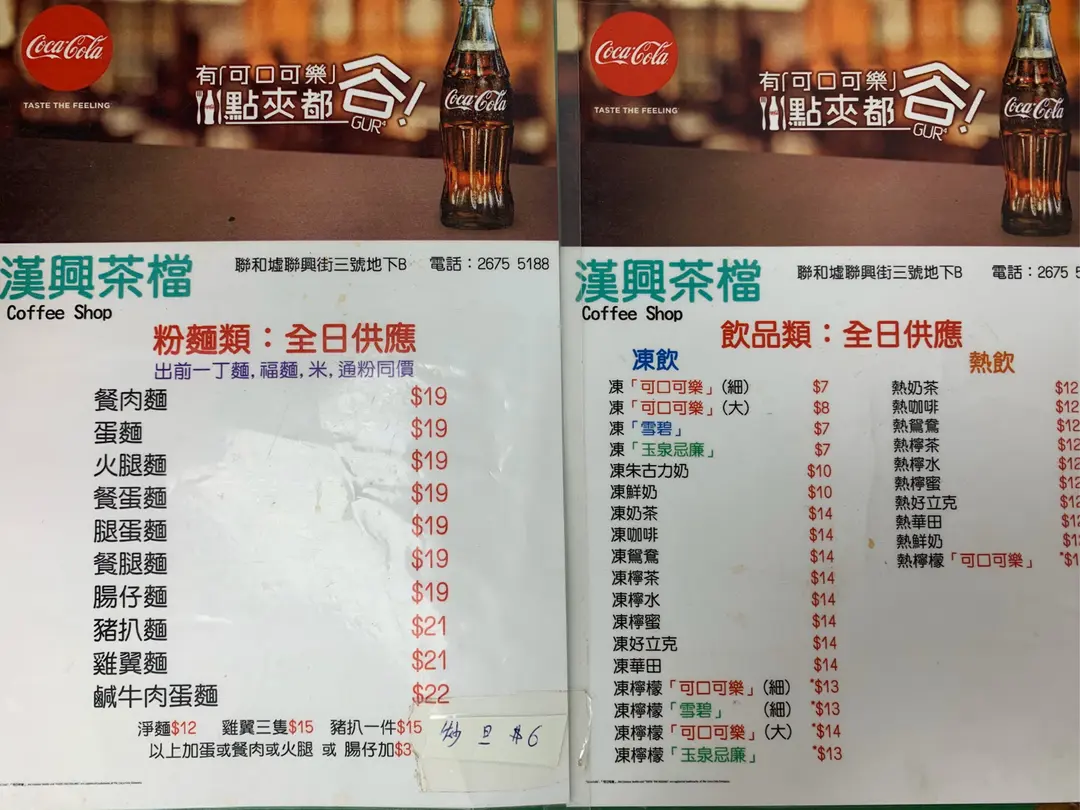 Coca-Cola
TASTE THE FEELING
有「可口可樂」
點夾都 谷!
GUR⁴
Coca-Cola
漢興茶檔
Coffee Shop
聯和墟聯興街三號地下B 電話：2675 5188
粉麵類：全日供應
出前一丁麵, 福麵, 米, 通粉同價
餐肉麵 $19
蛋麵 $19
火腿麵 $19
餐蛋麵 $19
腿蛋麵 $19
餐腿麵 $19
腸仔麵 $19
豬扒麵 $21
雞翼麵 $21
鹹牛肉蛋麵 $22
淨麵$12 雞翼三隻$15 豬扒一件$15
以上加蛋或餐肉或火腿 或 腸仔加$3
炒旦 $6
Coca-Cola
TASTE THE FEELING
有「可口可樂」
點夾都 谷!
GUR⁴
Coca-Cola
漢興茶檔
Coffee Shop
聯和墟聯興街三號地下B 電話：2675 5
飲品類：全日供應
凍飲
凍「可口可樂」（細） $7
凍「可口可樂」（大） $8
凍「雪碧」 $7
凍「玉泉忌廉」 $7
凍朱古力奶 $10
凍鮮奶 $10
凍奶茶 $14
凍咖啡 $14
凍鴛鴦 $14
凍檸茶 $14
凍檸水 $14
凍檸蜜 $14
凍好立克 $14
凍華田 $14
凍檸檬「可口可樂」（細） *$13
凍檸檬「雪碧」 （細） *$13
凍檸檬「可口可樂」（大） *$14
凍檸檬「玉泉忌廉」 *$13
熱飲
熱奶茶 $12
熱咖啡 $12
熱鴛鴦 $12
熱檸茶 $12
熱檸水 $12
熱檸蜜 $12
熱好立克 $12
熱華田 $12
熱鮮奶
熱檸檬「可口可樂」